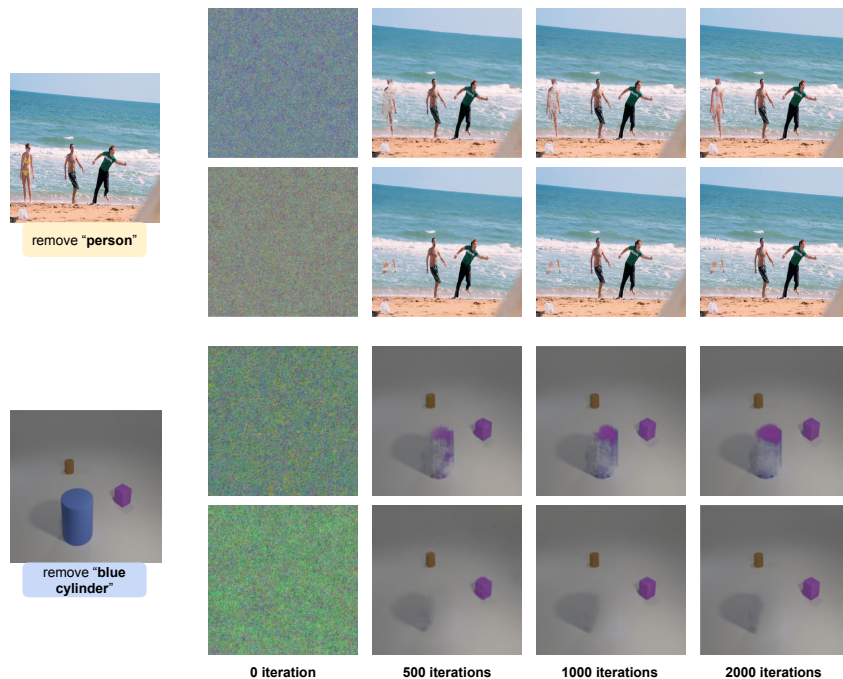 remove “person”
remove “blue
cylinder”
0 iteration
500 iterations
1000 iterations
2000 iterations